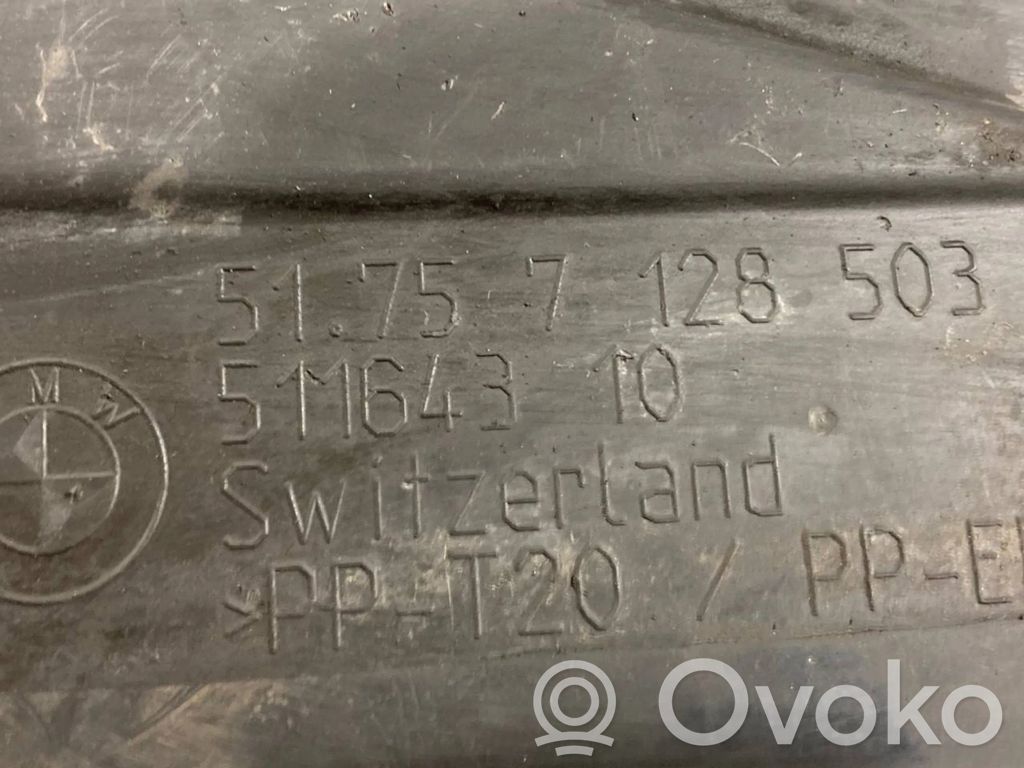 51.75 7 128 503
511643 10
BMW
Switzerland
*PP-T20 / PP-E
Ovoko